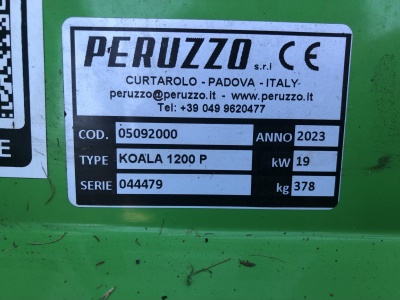 PERUZZO s.r.l CE
CURTAROLO - PADOVA - ITALY-
peruzzo@peruzzo.it - www.peruzzo.it
Tel: +39 049 9620477
COD. 05092000 ANNO 2023
TYPE KOALA 1200 P kW 19
SERIE 044479 kg 378
E